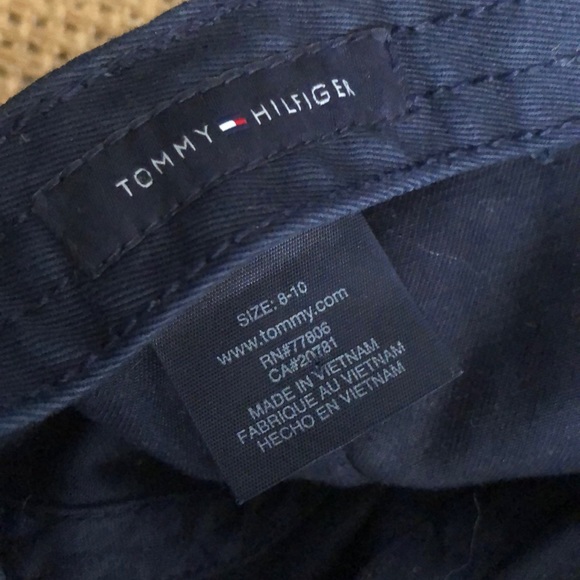 TOMMY HILFIGER
SIZE: 8-10
www.tommy.com
RN#77806
CA#20781
MADE IN VIETNAM
FABRIQUE AU VIETNAM
HECHO EN VIETNAM